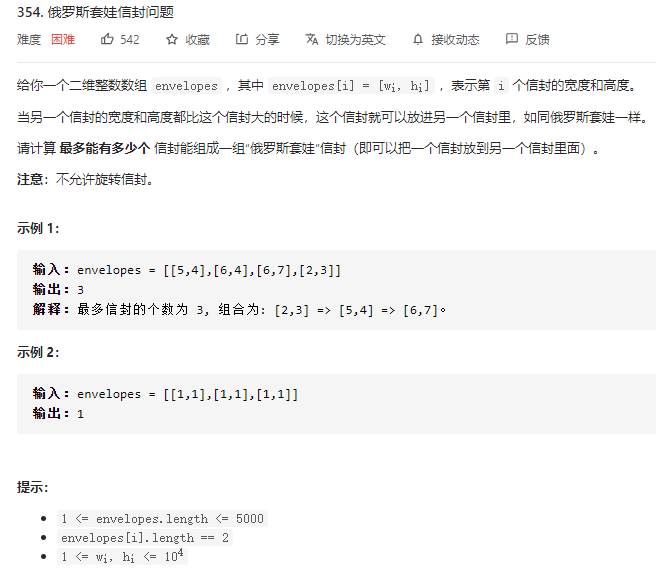 354. 俄罗斯套娃信封问题
难度 困难 542 收藏 分享 切换为英文 接收动态 反馈
给你一个二维整数数组 envelopes ，其中 envelopes[i] = [wi, hi] ，表示第 i 个信封的宽度和高度。
当另一个信封的宽度和高度都比这个信封大的时候，这个信封就可以放进另一个信封里，如同俄罗斯套娃一样。
请计算 最多能有多少个 信封能组成一组“俄罗斯套娃”信封（即可以把一个信封放到另一个信封里面）。
注意：不允许旋转信封。
示例 1：
输入：envelopes = [[5,4],[6,4],[6,7],[2,3]]
输出：3
解释：最多信封的个数为 3, 组合为: [2,3] => [5,4] => [6,7]。
示例 2：
输入：envelopes = [[1,1],[1,1],[1,1]]
输出：1
提示：
• 1 <= envelopes.length <= 5000
• envelopes[i].length == 2
• 1 <= wi, hi <= 10⁴